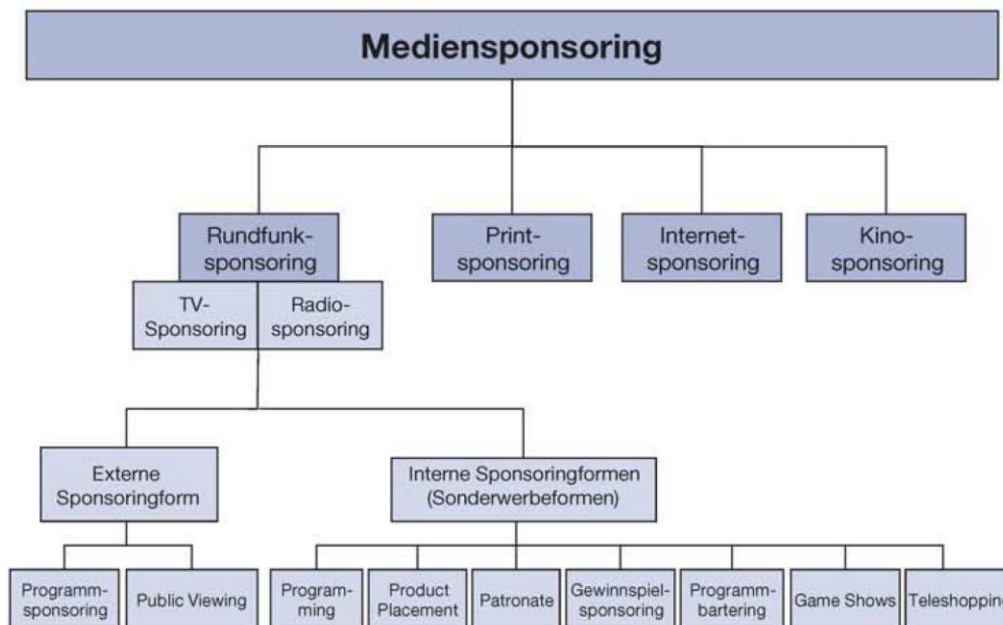 Mediensponsoring
Rundfunk-
sponsoring
Print-
sponsoring
Internet-
sponsoring
Kino-
sponsoring
TV-
Sponsoring
Radio-
sponsoring
Externe
Sponsoringform
Interne Sponsoringformen
(Sonderwerbeformen)
Programm-
sponsoring
Public Viewing
Program-
ming
Product
Placement
Patronate
Gewinnspiel-
sponsoring
Programm-
bartering
Game Shows
Teleshopping